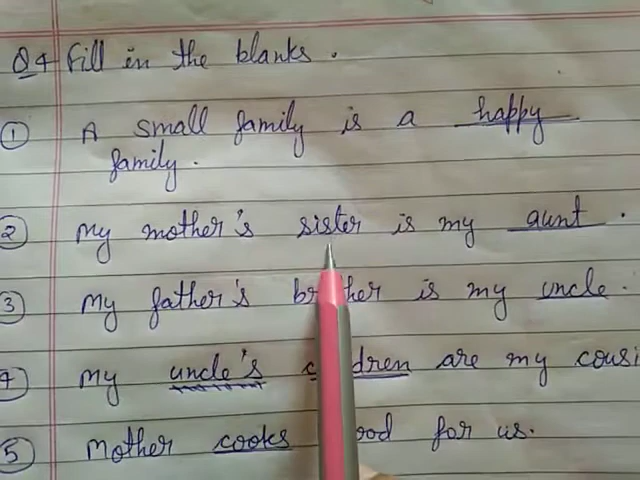 Q4 Fill in the blanks.
① A small family is a happy
family.
② My mother's sister is my aunt.
③ My father's is my uncle.
④ My uncle's are my
⑤ Mother cooks for us.